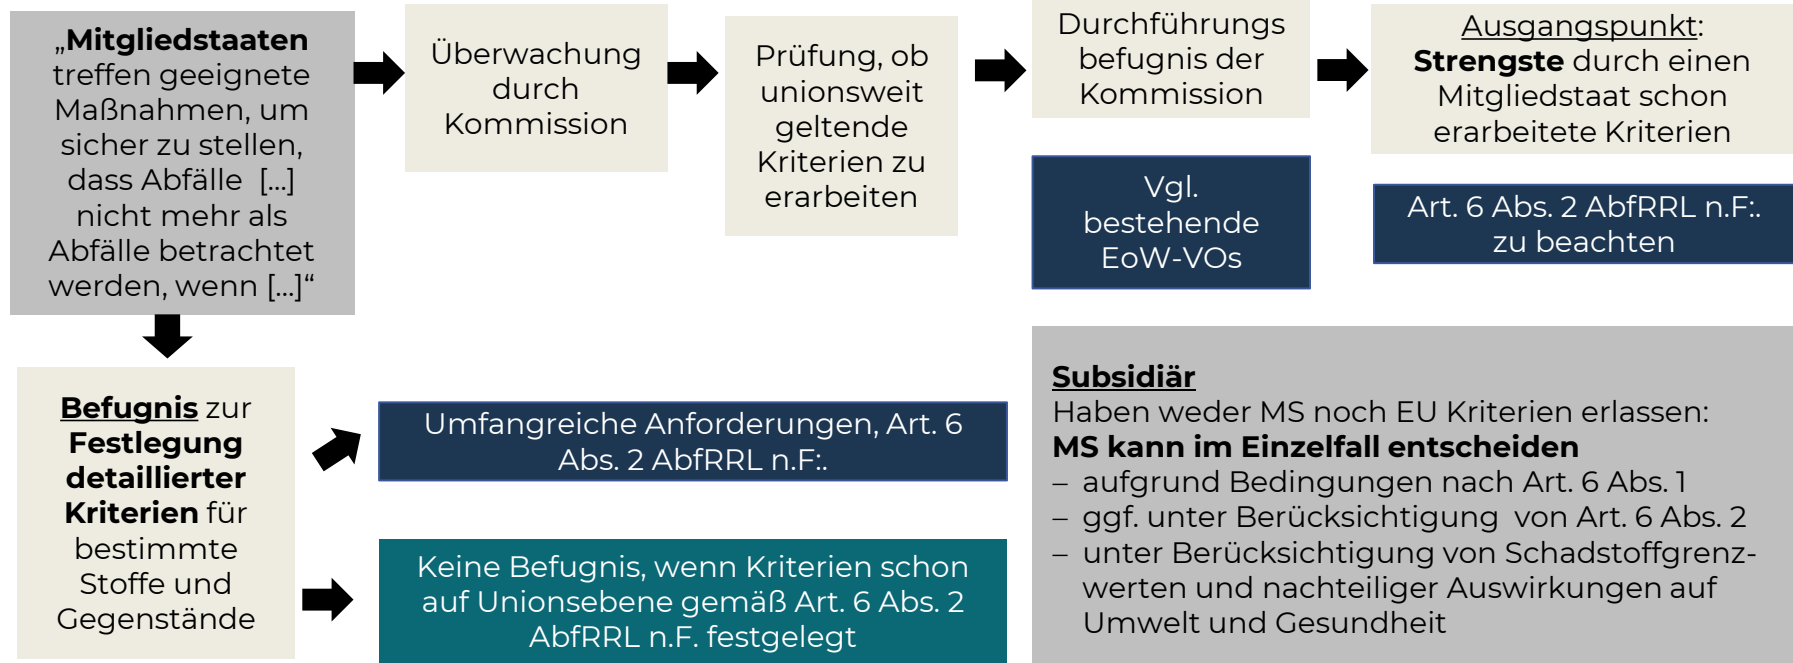 „Mitgliedstaaten
treffen geeignete
Maßnahmen, um
sicher zu stellen,
dass Abfälle [...]
nicht mehr als
Abfälle betrachtet
werden, wenn [...]“
Überwachung
durch
Kommission
Prüfung, ob
unionsweit
geltende
Kriterien zu
erarbeiten
Durchführungs
befugnis der
Kommission
Ausgangspunkt:
Strengste durch einen
Mitgliedstaat schon
erarbeitete Kriterien
Vgl.
bestehende
EoW-VOs
Art. 6 Abs. 2 AbfRRL n.F:.
zu beachten
Befugnis zur
Festlegung
detaillierter
Kriterien für
bestimmte
Stoffe und
Gegenstände
Umfangreiche Anforderungen, Art. 6
Abs. 2 AbfRRL n.F:.
Keine Befugnis, wenn Kriterien schon
auf Unionsebene gemäß Art. 6 Abs. 2
AbfRRL n.F. festgelegt
Subsidiär
Haben weder MS noch EU Kriterien erlassen:
MS kann im Einzelfall entscheiden
– aufgrund Bedingungen nach Art. 6 Abs. 1
– ggf. unter Berücksichtigung von Art. 6 Abs. 2
– unter Berücksichtigung von Schadstoffgrenz-
werten und nachteiliger Auswirkungen auf
Umwelt und Gesundheit